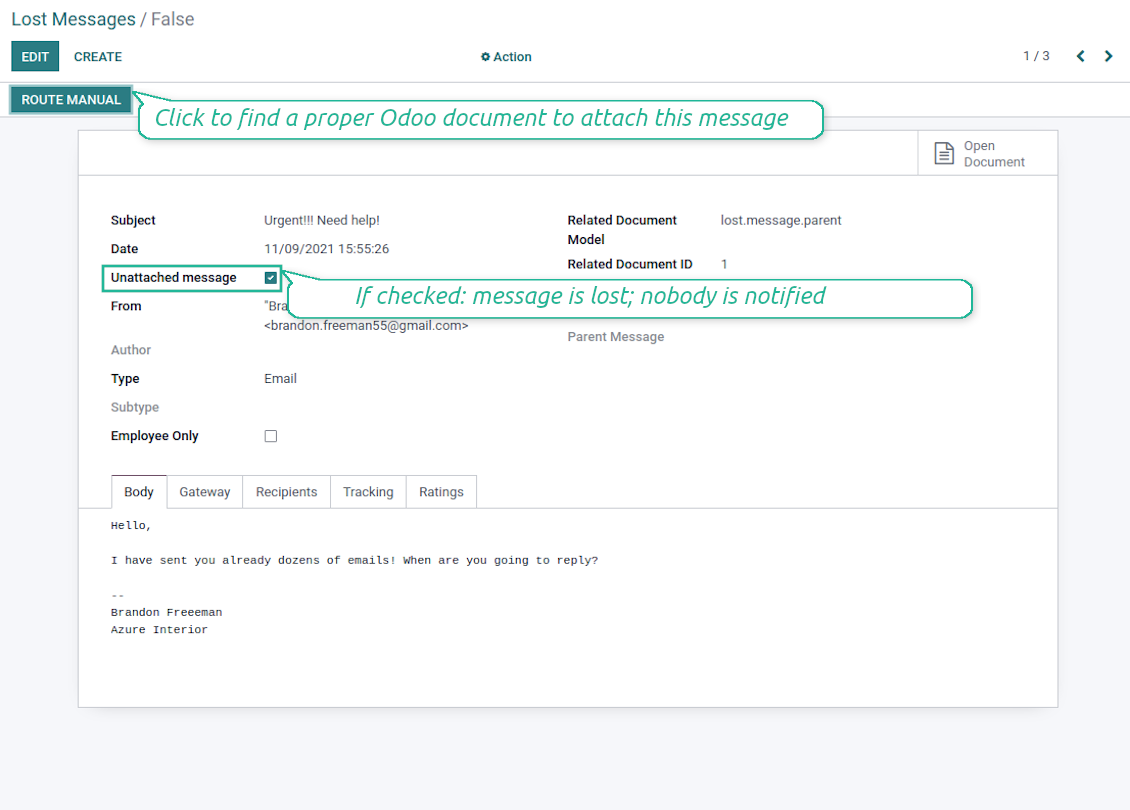 Lost Messages / False
EDIT CREATE Action 1 / 3
ROUTE MANUAL
Click to find a proper Odoo document to attach this message
Open
Document
Subject Urgent!!! Need help!
Date 11/09/2021 15:55:26
Unattached message
From "Bra
<brandon.freeman55@gmail.com>
Author
Type Email
Subtype
Employee Only
Related Document
Model
lost.message.parent
Related Document ID 1
If checked: message is lost; nobody is notified
Parent Message
Body Gateway Recipients Tracking Ratings
Hello,
I have sent you already dozens of emails! When are you going to reply?
--
Brandon Freeeman
Azure Interior